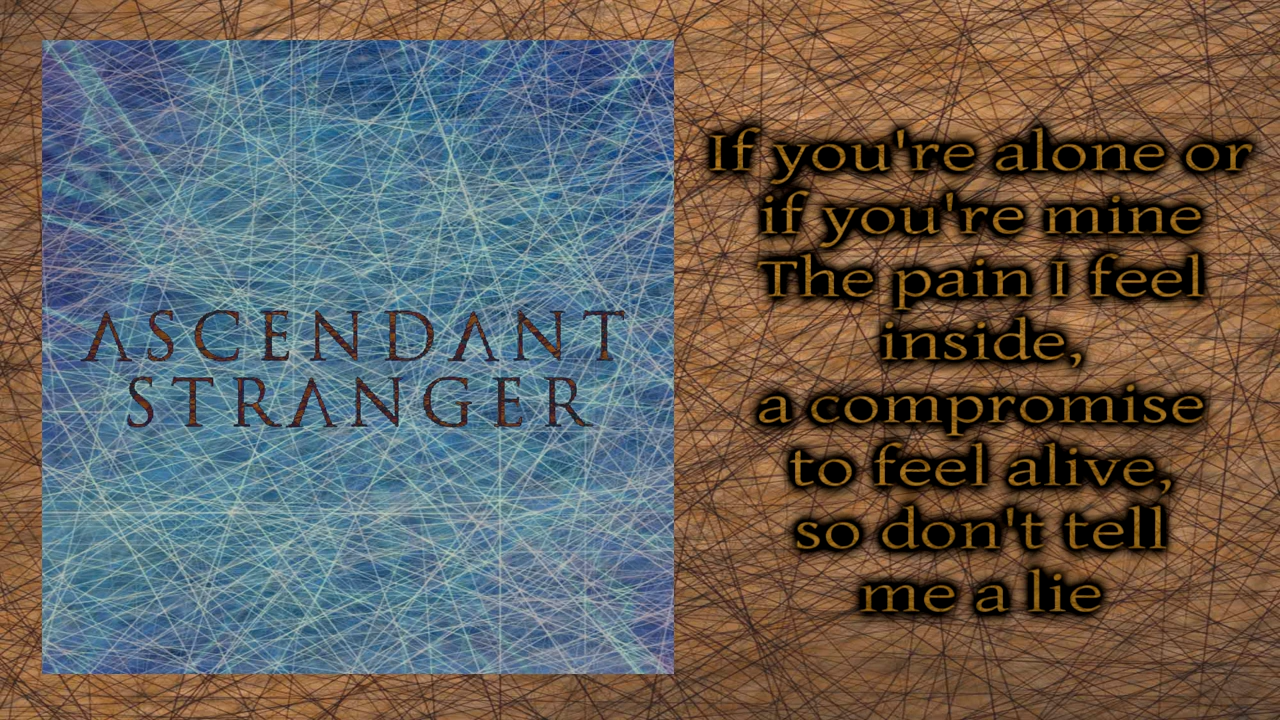 ASCENDANT
STRANGER
If you're alone or
if you're mine
The pain I feel
inside,
a compromise
to feel alive,
so don't tell
me a lie